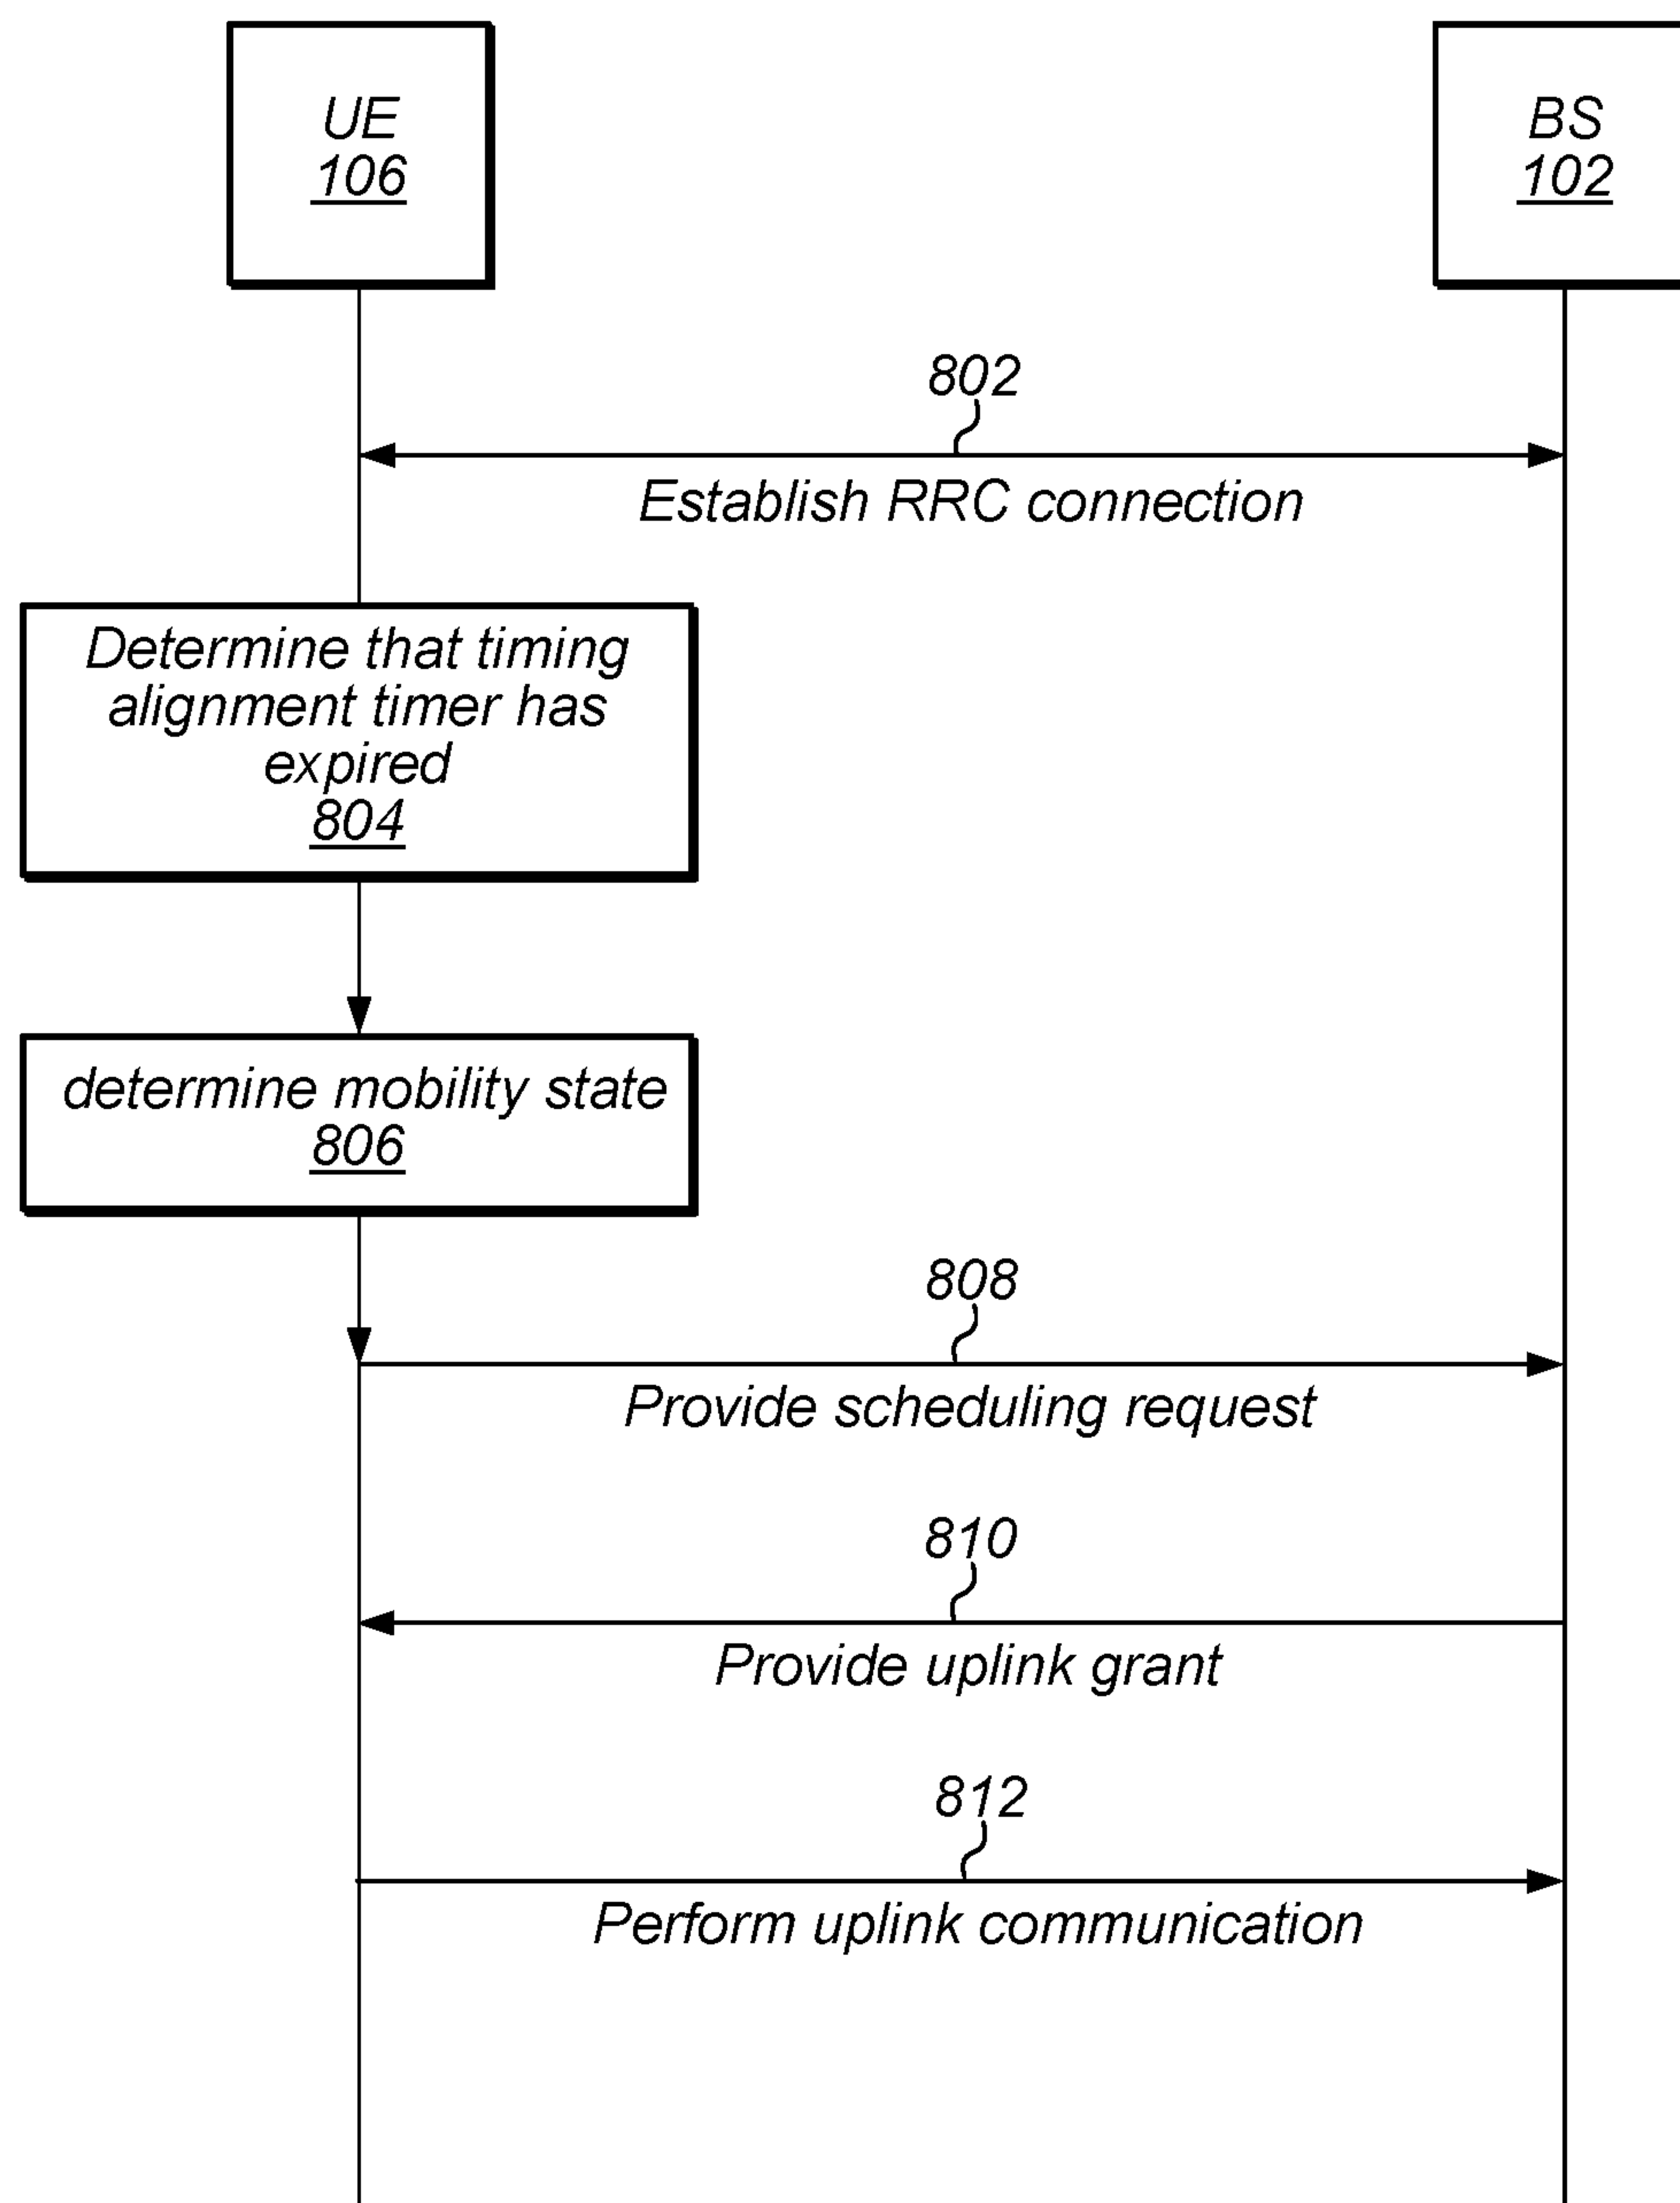 UE
106
BS
102
802
Establish RRC connection
Determine that timing
alignment timer has
expired
804
determine mobility state
806
808
Provide scheduling request
810
Provide uplink grant
812
Perform uplink communication